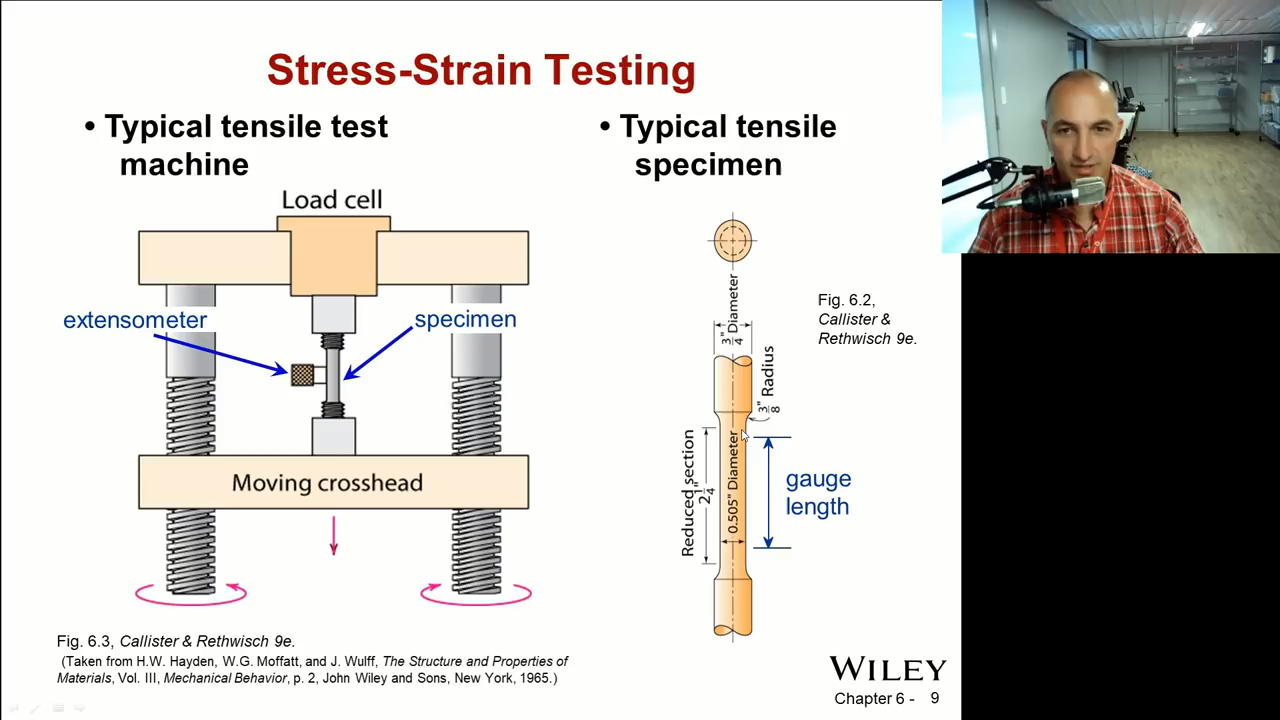 Stress-Strain Testing
• Typical tensile test
machine
Load cell
extensometer
specimen
Moving crosshead
Fig. 6.3, Callister & Rethwisch 9e.
(Taken from H.W. Hayden, W.G. Moffatt, and J. Wulff, The Structure and Properties of
Materials, Vol. III, Mechanical Behavior, p. 2, John Wiley and Sons, New York, 1965.)
• Typical tensile
specimen
3/4" Diameter
3/8" Radius
Reduced section
2 1/4"
0.505" Diameter
gauge
length
Fig. 6.2,
Callister &
Rethwisch 9e.
WILEY
Chapter 6 - 9